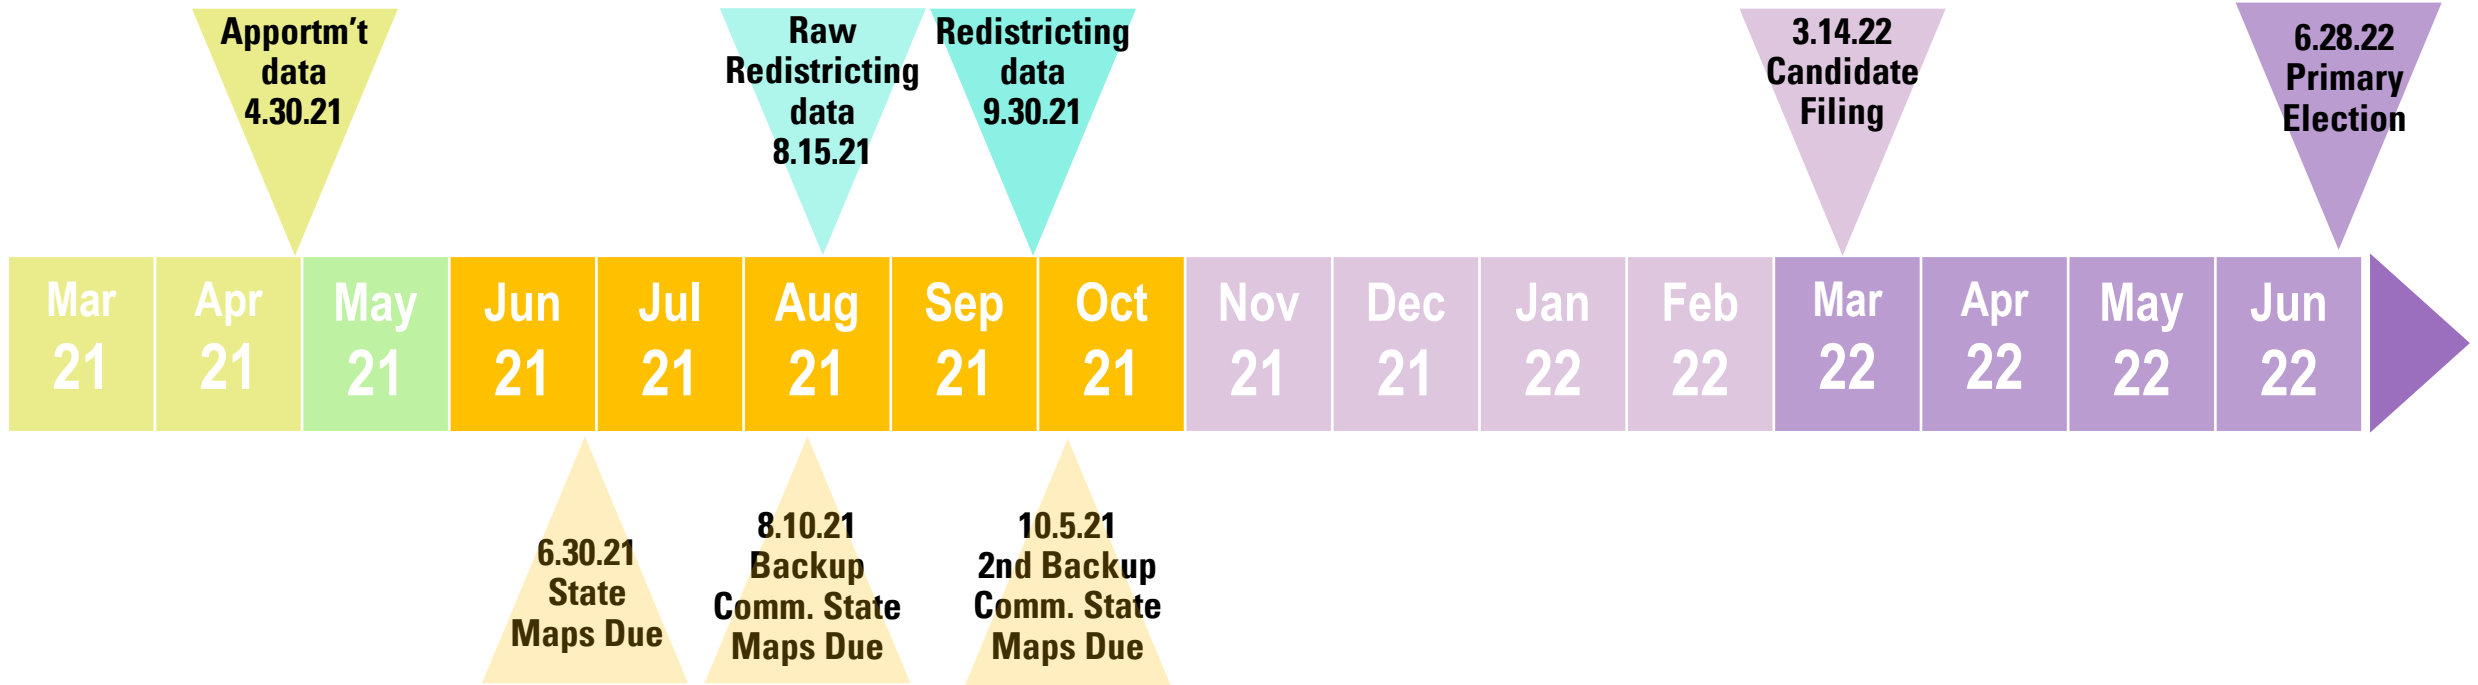 Apportm't
data
4.30.21
Raw
Redistricting
data
8.15.21
Redistricting
data
9.30.21
3.14.22
Candidate
Filing
6.28.22
Primary
Election
Mar
21
Apr
21
May
21
Jun
21
Jul
21
Aug
21
Sep
21
Oct
21
Nov
21
Dec
21
Jan
22
Feb
22
Mar
22
Apr
22
May
22
Jun
22
6.30.21
State
Maps Due
8.10.21
Backup
Comm. State
Maps Due
10.5.21
2nd Backup
Comm. State
Maps Due